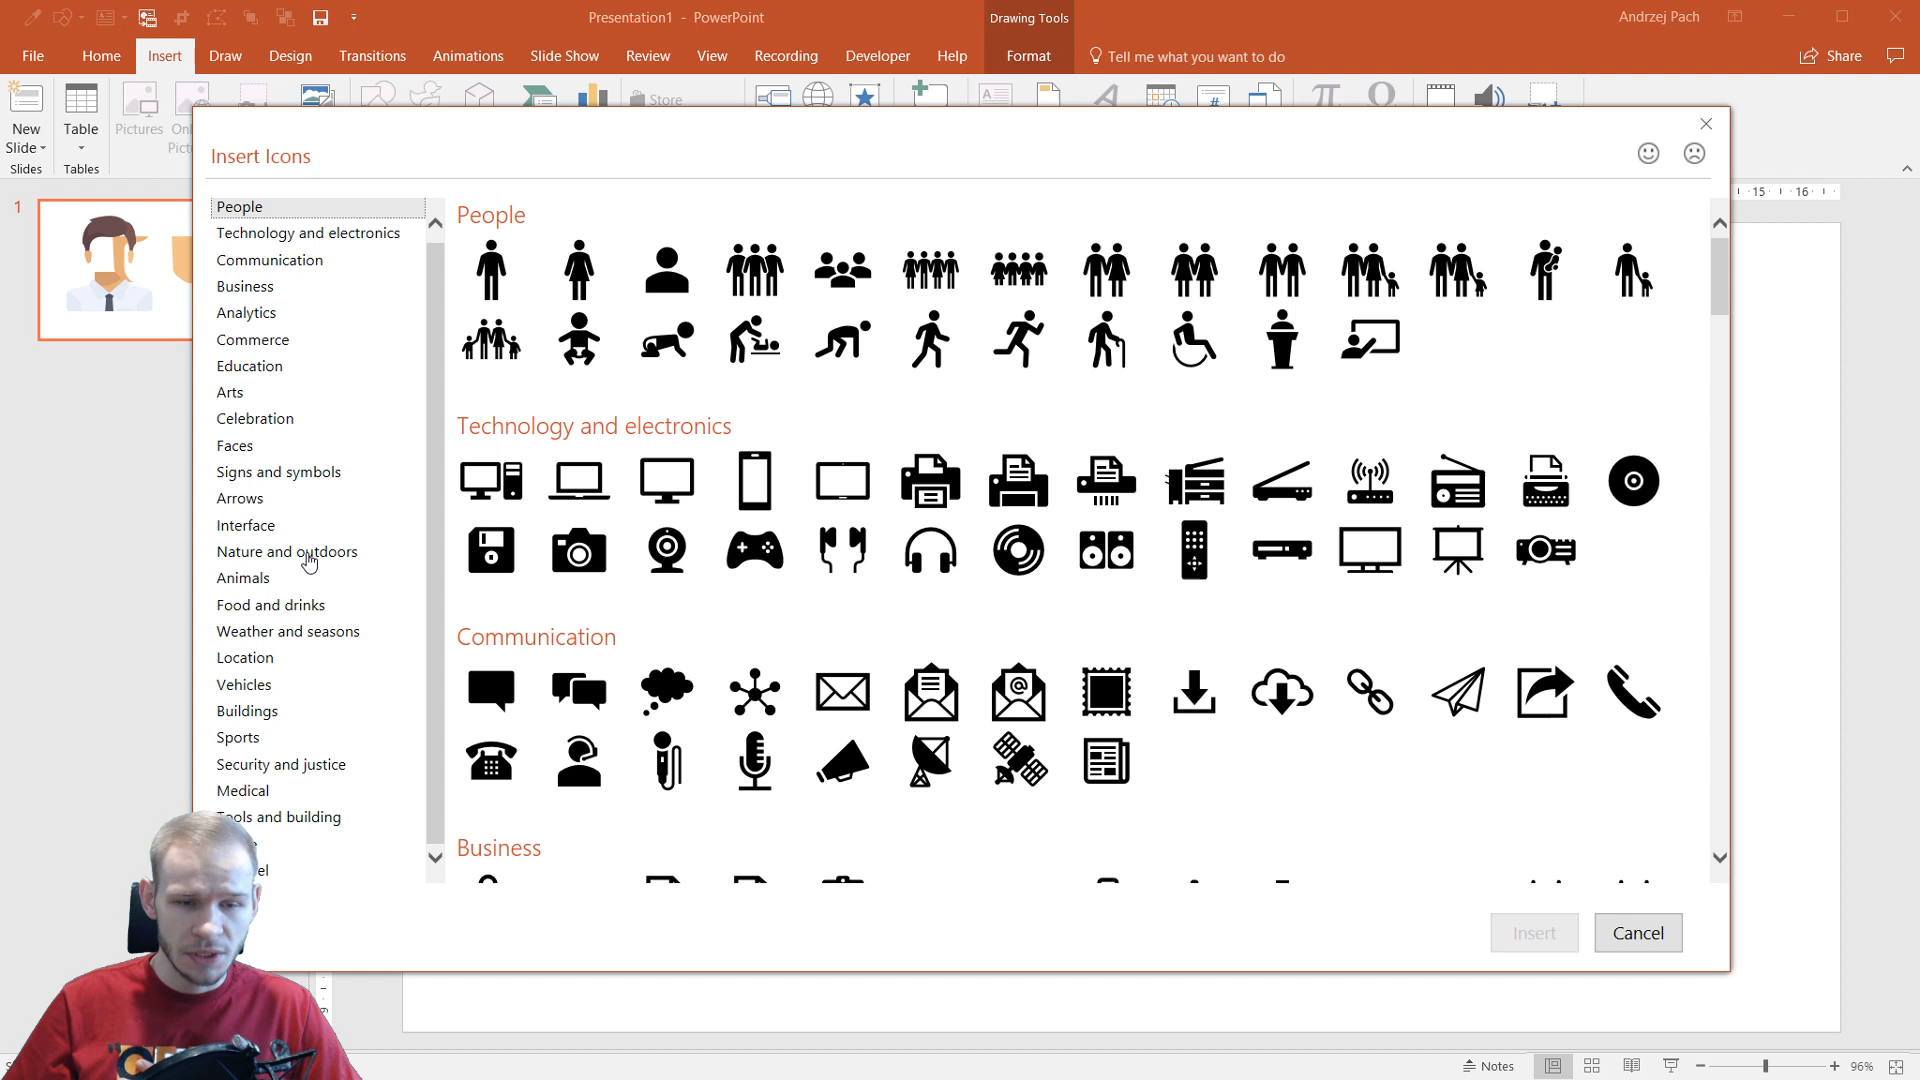 Presentation1 - PowerPoint
Drawing Tools
Andrzej Pach
File Home Insert Draw Design Transitions Animations Slide Show Review View Recording Developer Help Format Tell me what you want to do Share
New Slide
Table
Pictures
Store
Slides
Tables
15 16
Insert Icons
1
People
Technology and electronics
Communication
Business
Analytics
Commerce
Education
Arts
Celebration
Faces
Signs and symbols
Arrows
Interface
Nature and outdoors
Animals
Food and drinks
Weather and seasons
Location
Vehicles
Buildings
Sports
Security and justice
Medical
Tools and building
People
Technology and electronics
Communication
Business
Insert
Cancel
Notes
96%